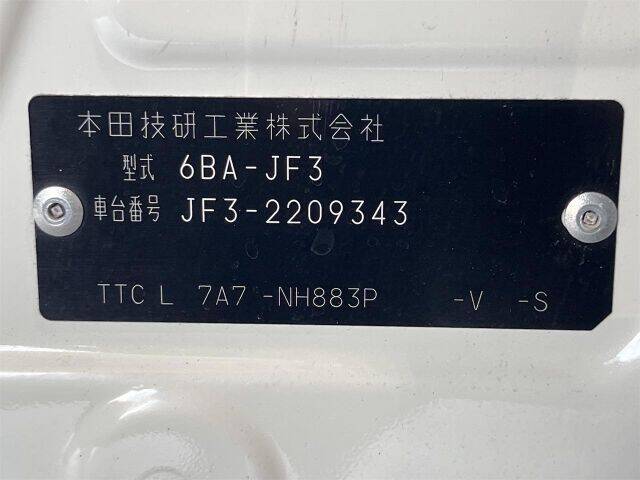 本田技研工業株式会社
型式 6BA-JF3
車台番号 JF3-2209343
TTC L 7A7 -NH883P -V -S